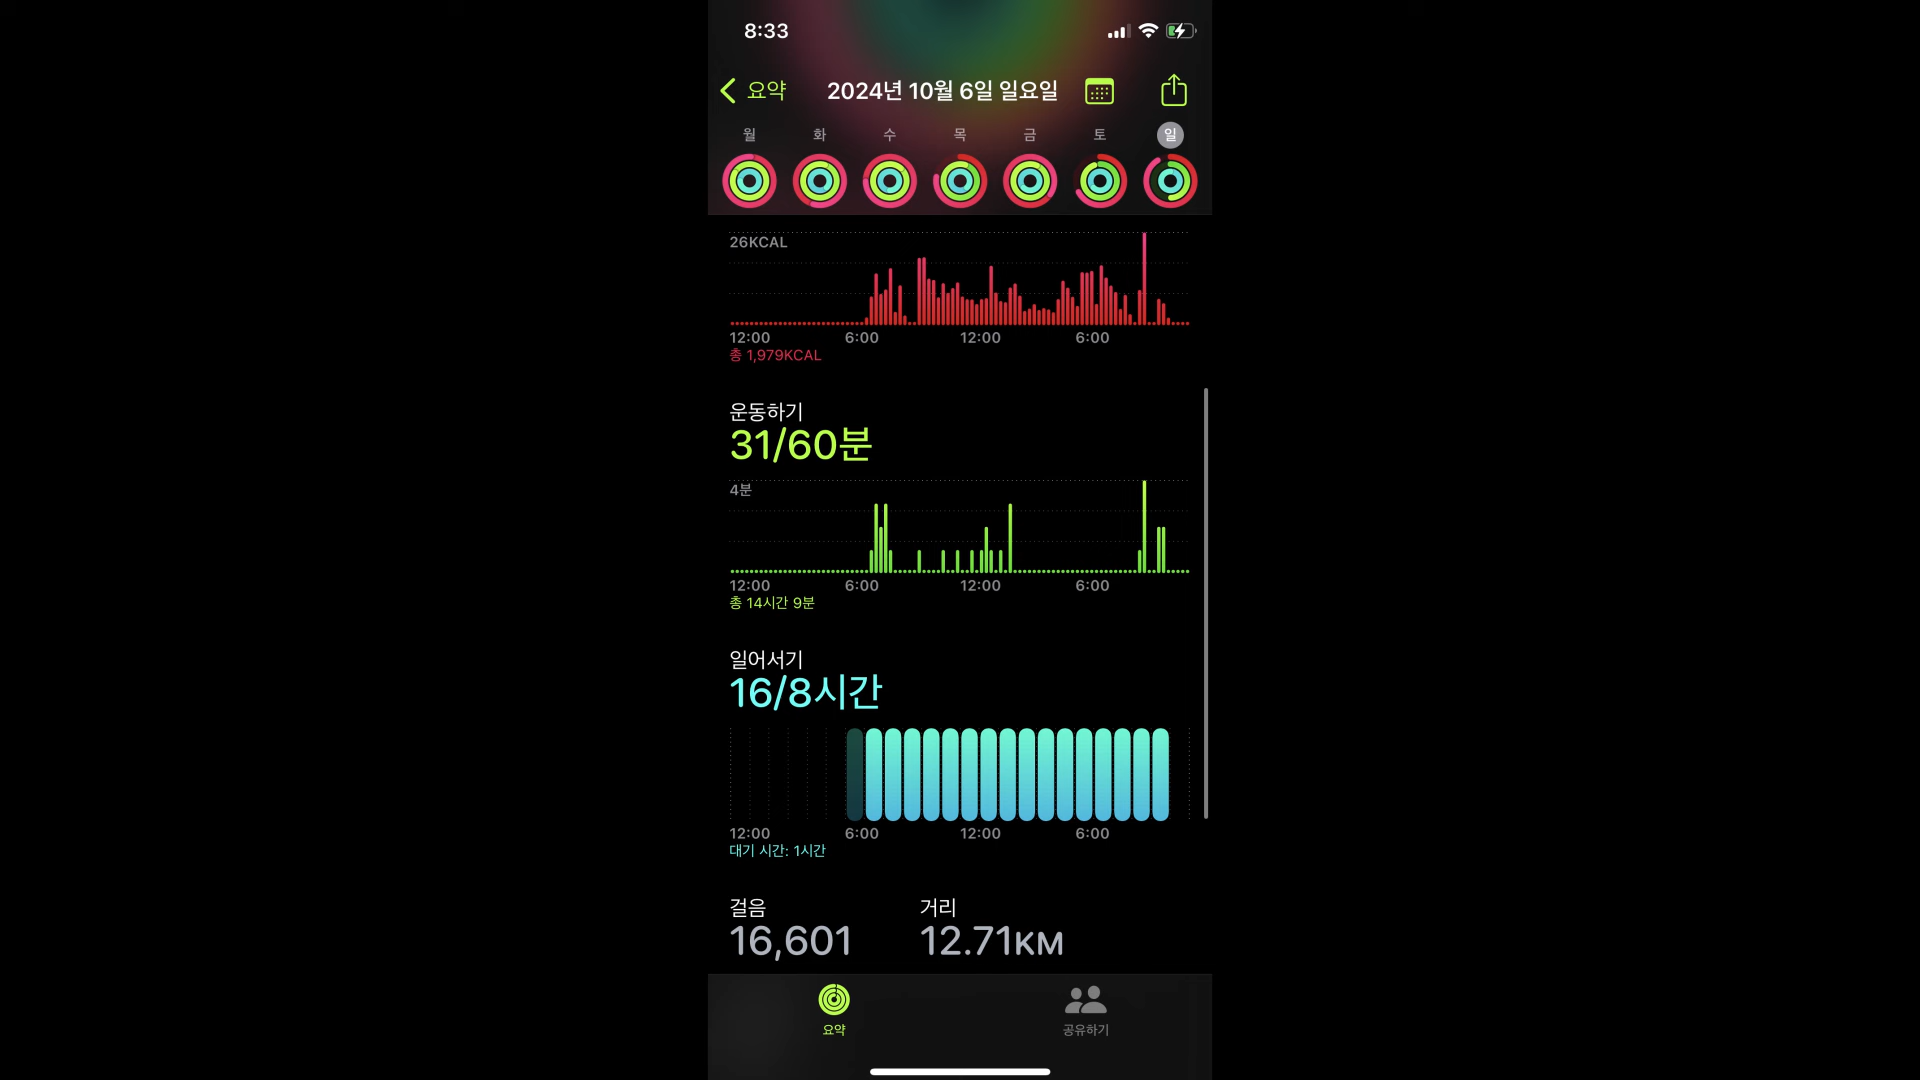 8:33
요약
2024년 10월 6일 일요일
월 화 수 목 금 토 일
26KCAL
12:00 6:00 12:00 6:00
총 1,979KCAL
운동하기
31/60분
4분
12:00 6:00 12:00 6:00
총 14시간 9분
일어서기
16/8시간
12:00 6:00 12:00 6:00
대기 시간: 1시간
걸음 거리
16,601 12.71KM
요약 공유하기